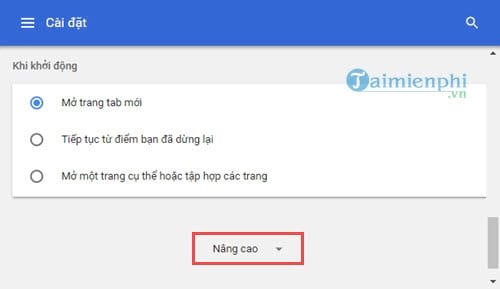 Cài đặt
Khi khởi động
Taimienphi
.vn
Mở trang tab mới
Tiếp tục từ điểm bạn đã dừng lại
Mở một trang cụ thể hoặc tập hợp các trang
Nâng cao